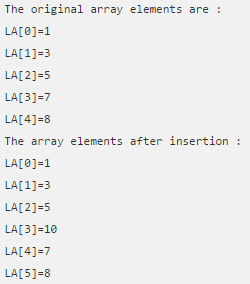 The original array elements are :
LA[0]=1
LA[1]=3
LA[2]=5
LA[3]=7
LA[4]=8
The array elements after insertion :
LA[0]=1
LA[1]=3
LA[2]=5
LA[3]=10
LA[4]=7
LA[5]=8